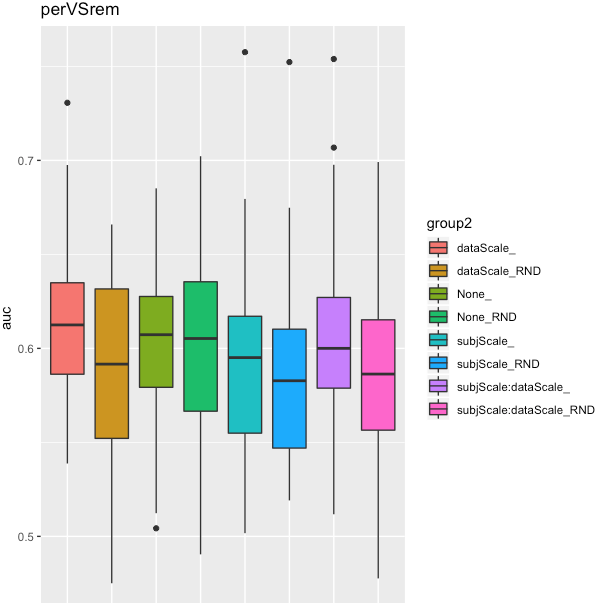 perVSrem
0.7
0.6
0.5
auc
group2
dataScale_
dataScale_RND
None_
None_RND
subjScale_
subjScale_RND
subjScale:dataScale_
subjScale:dataScale_RND